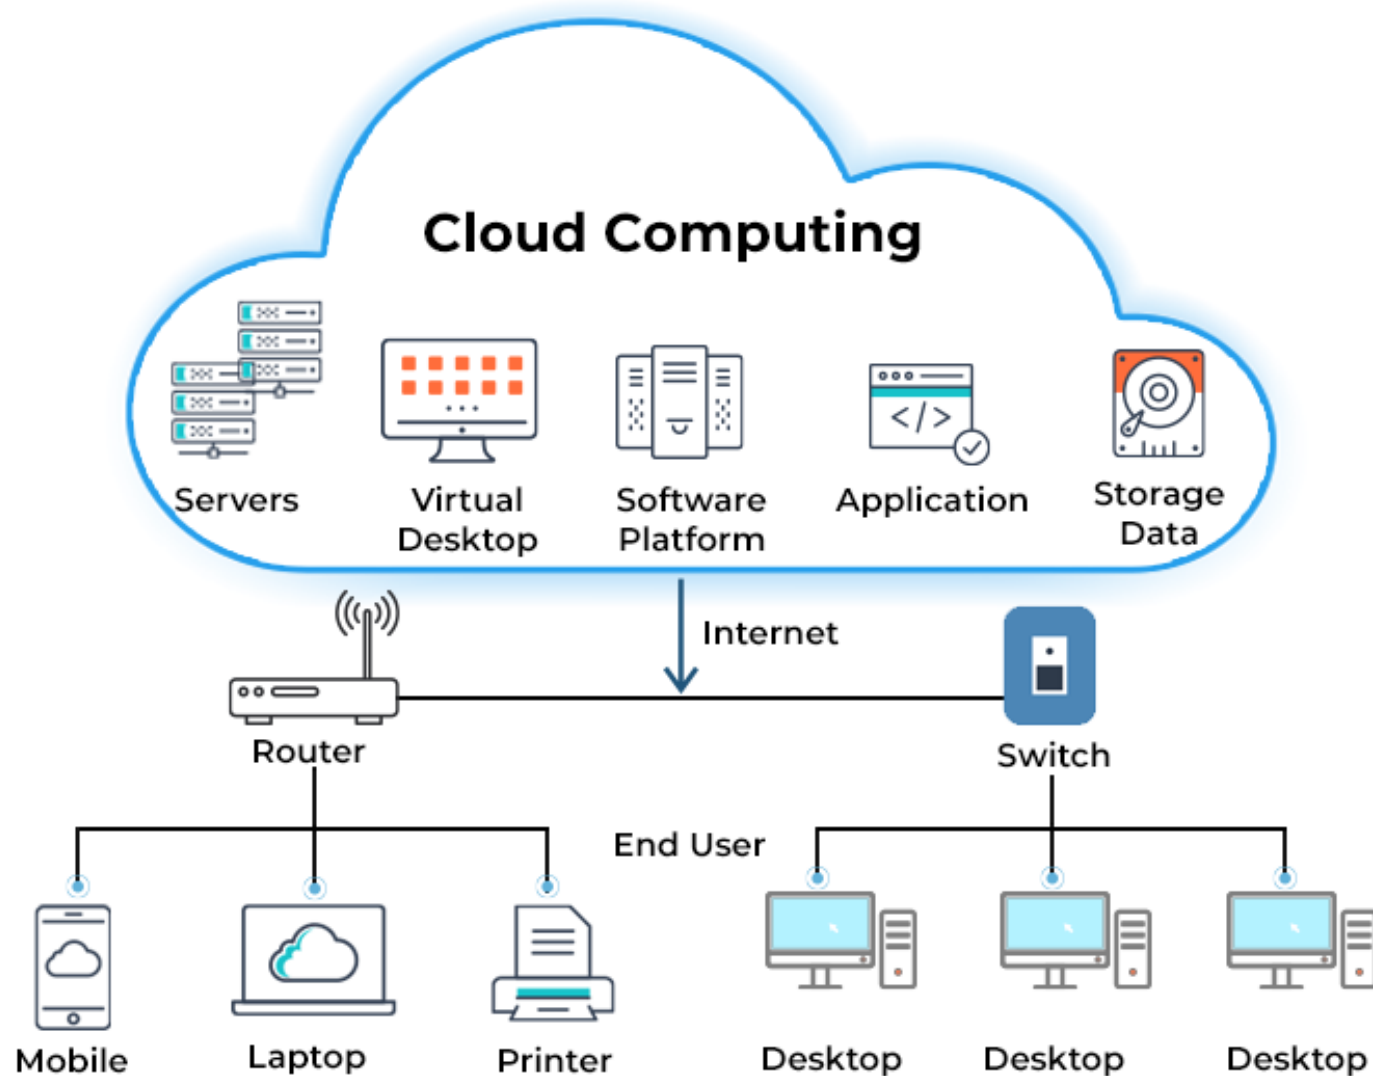 Cloud Computing
Servers
Virtual
Desktop
Software
Platform
Application
Storage
Data
Internet
Router
Switch
End User
Mobile
Laptop
Printer
Desktop
Desktop
Desktop